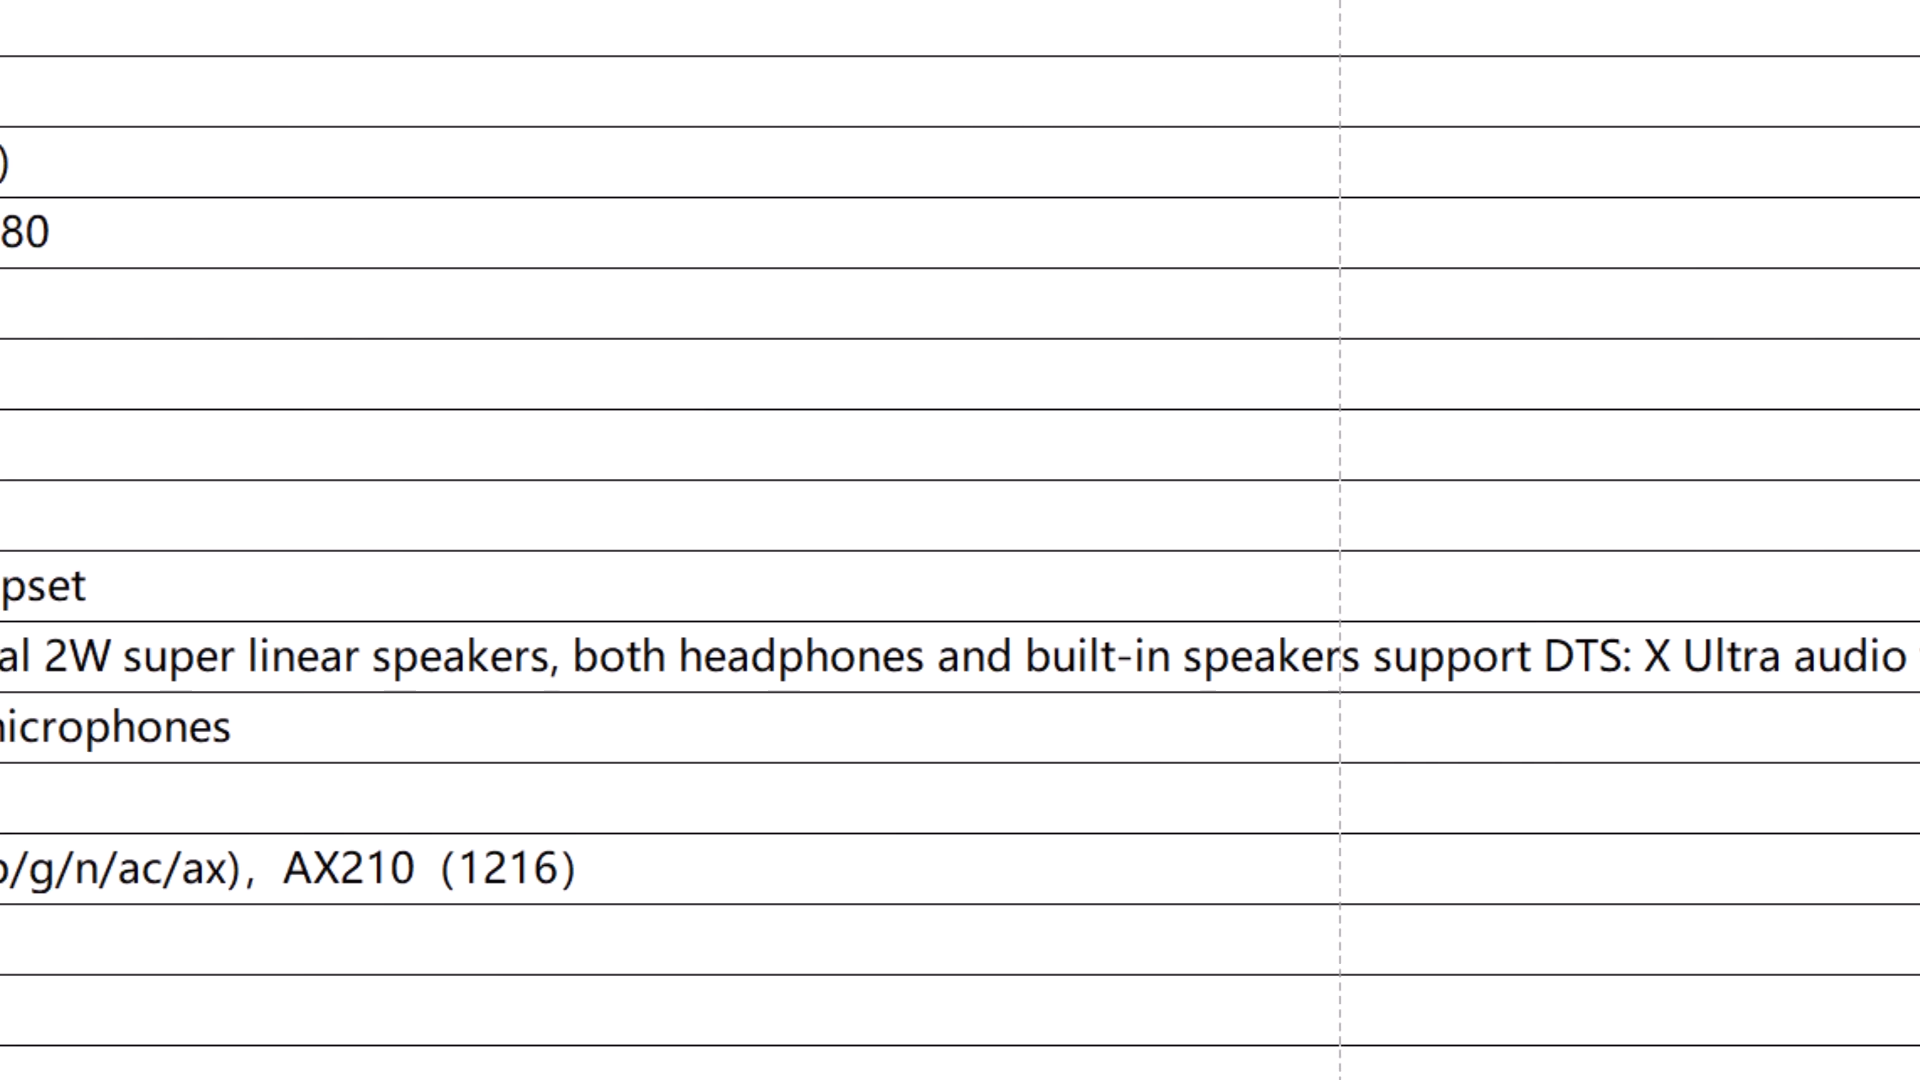 )
80
pset
al 2W super linear speakers, both headphones and built-in speakers support DTS: X Ultra audio
icrophones
/g/n/ac/ax), AX210 (1216)